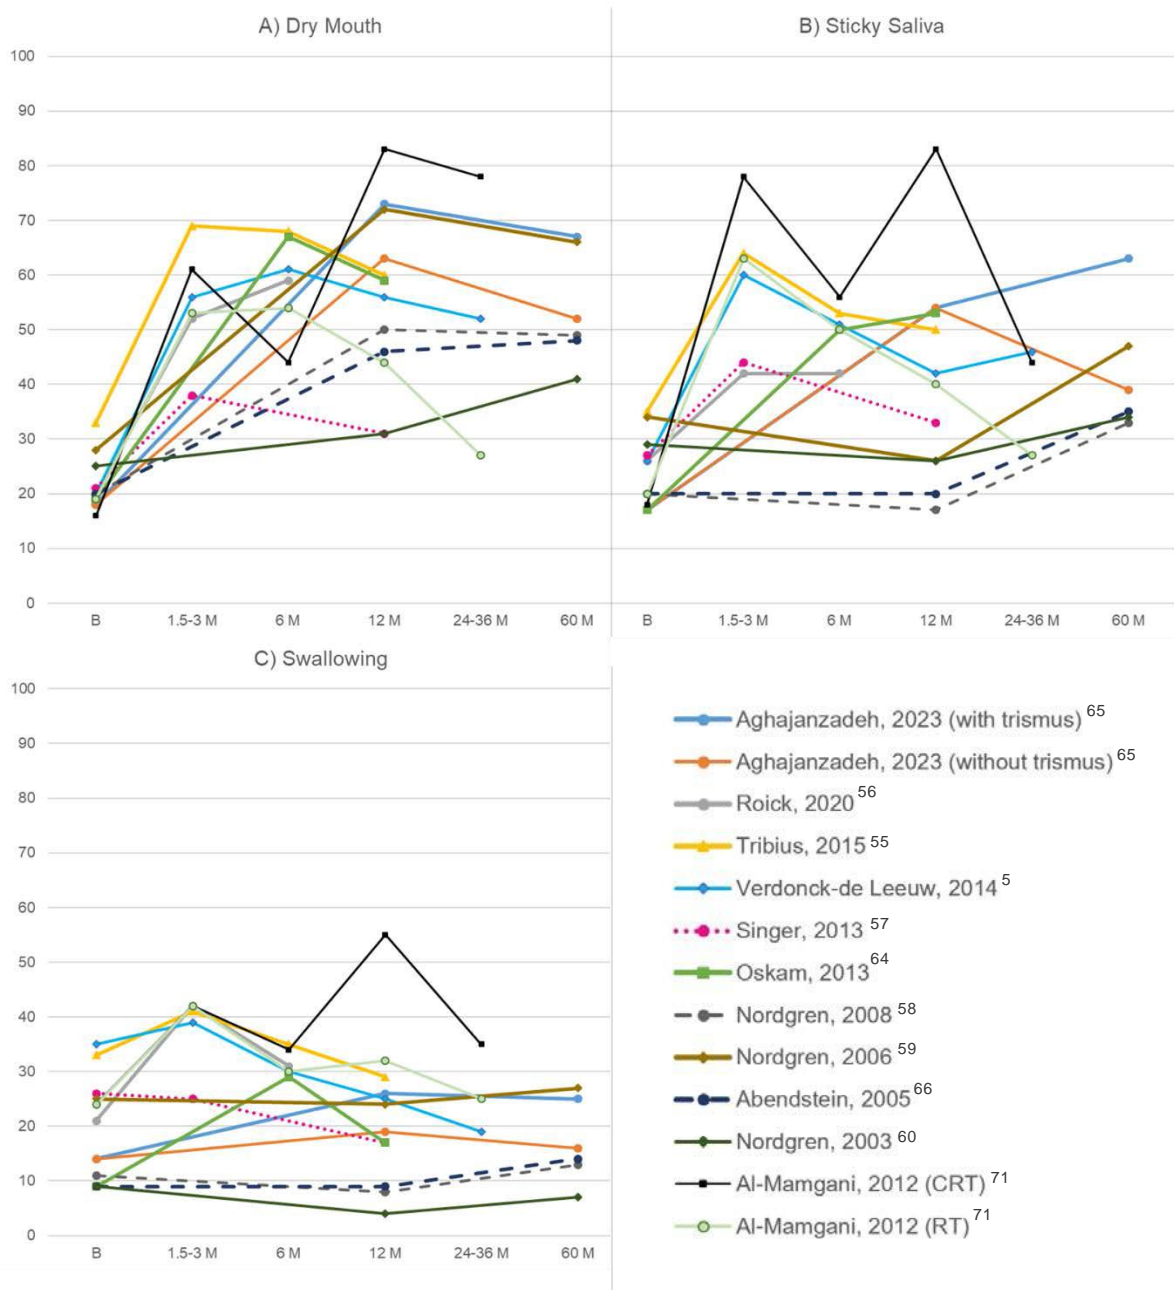 A) Dry Mouth
100
90
80
70
60
50
40
30
20
10
0
B 1.5-3 M 6 M 12 M 24-36 M 60 M
B) Sticky Saliva
B 1.5-3 M 6 M 12 M 24-36 M 60 M
C) Swallowing
100
90
80
70
60
50
40
30
20
10
0
B 1.5-3 M 6 M 12 M 24-36 M 60 M
Aghajanzadeh, 2023 (with trismus) 65
Aghajanzadeh, 2023 (without trismus) 65
Roick, 2020 56
Tribius, 2015 55
Verdonck-de Leeuw, 2014 5
Singer, 2013 57
Oskam, 2013 64
Nordgren, 2008 58
Nordgren, 2006 59
Abendstein, 2005 66
Nordgren, 2003 60
Al-Mamgani, 2012 (CRT) 71
Al-Mamgani, 2012 (RT) 71